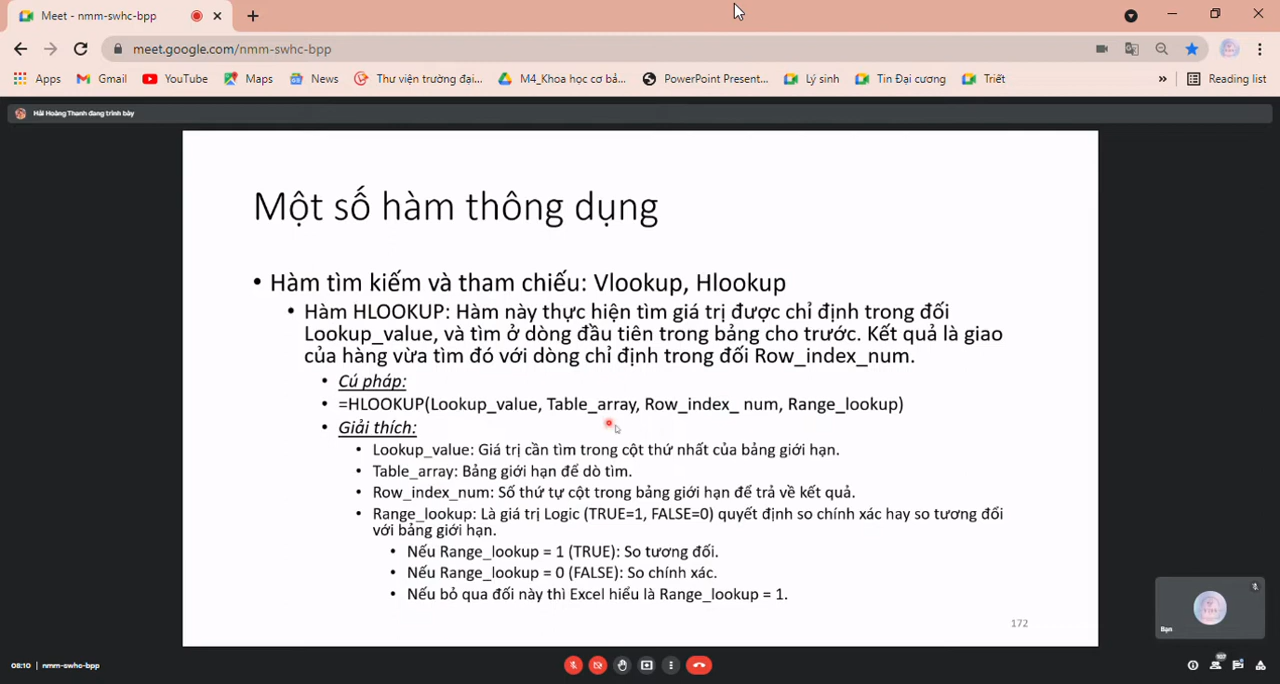 Meet - nmm-swhc-bpp
meet.google.com/nmm-swhc-bpp
Apps Gmail YouTube Maps News Thư viện trường đại... M4_Khoa học cơ bả... PowerPoint Present... Lý sinh Tin Đại cương Triết » Reading list
Hải Hoàng Thanh đang trình bày
Một số hàm thông dụng
• Hàm tìm kiếm và tham chiếu: Vlookup, Hlookup
• Hàm HLOOKUP: Hàm này thực hiện tìm giá trị được chỉ định trong đối
Lookup_value, và tìm ở dòng đầu tiên trong bảng cho trước. Kết quả là giao
của hàng vừa tìm đó với dòng chỉ định trong đối Row_index_num.
• Cú pháp:
• =HLOOKUP(Lookup_value, Table_array, Row_index_ num, Range_lookup)
• Giải thích:
• Lookup_value: Giá trị cần tìm trong cột thứ nhất của bảng giới hạn.
• Table_array: Bảng giới hạn để dò tìm.
• Row_index_num: Số thứ tự cột trong bảng giới hạn để trả về kết quả.
• Range_lookup: Là giá trị Logic (TRUE=1, FALSE=0) quyết định so chính xác hay so tương đối
với bảng giới hạn.
• Nếu Range_lookup = 1 (TRUE): So tương đối.
• Nếu Range_lookup = 0 (FALSE): So chính xác.
• Nếu bỏ qua đối này thì Excel hiểu là Range_lookup = 1.
172
Bạn
08:10 | nmm-swhc-bpp
107